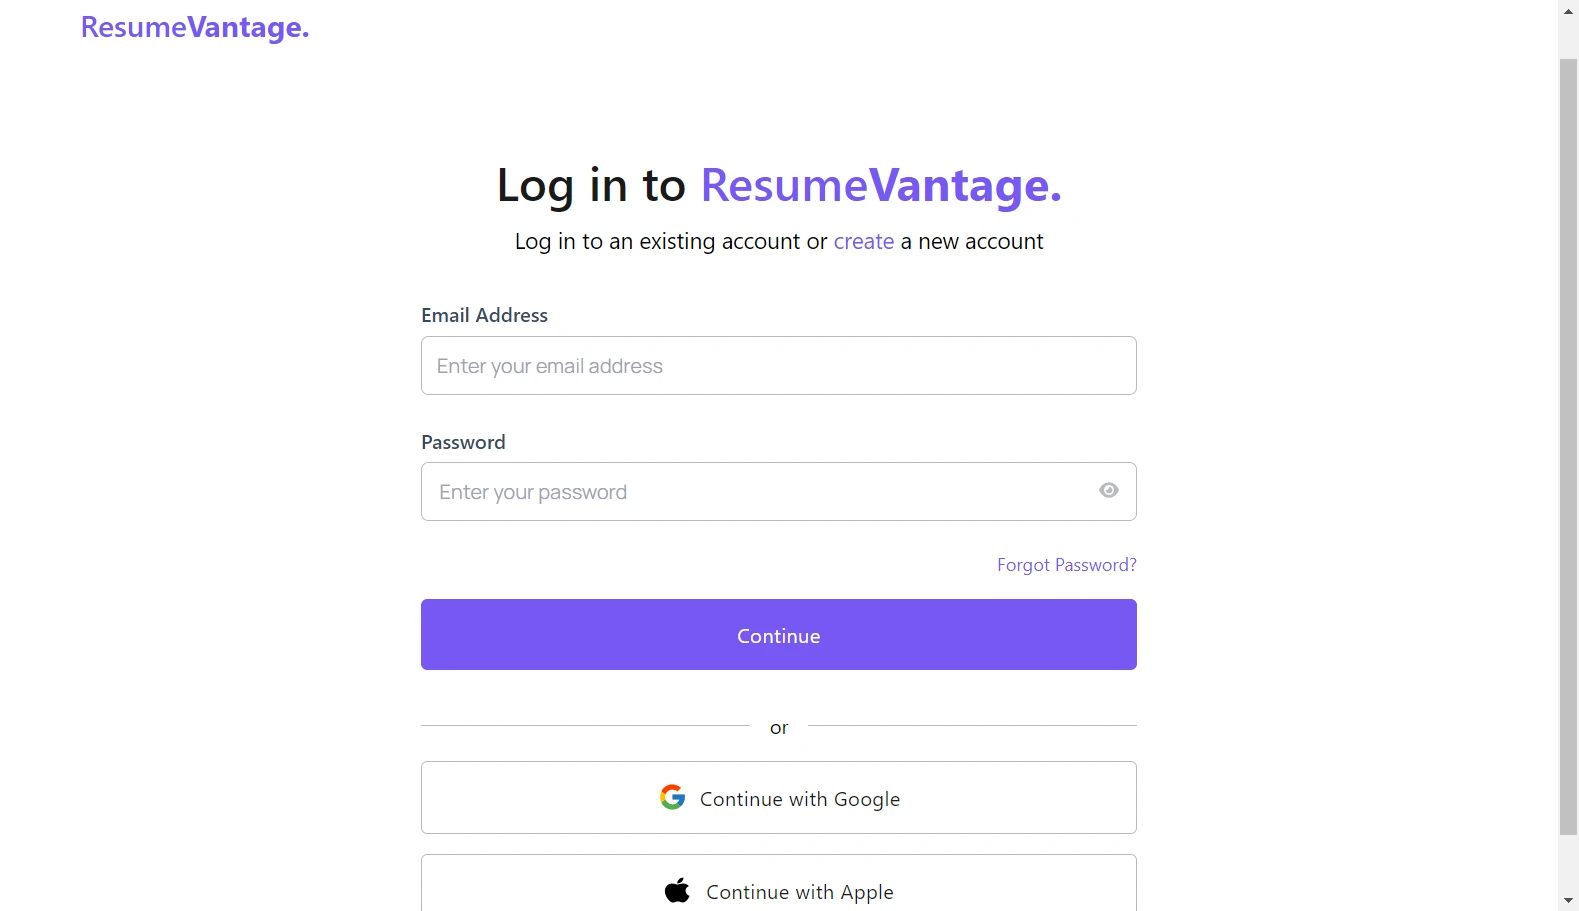 ResumeVantage.
Log in to ResumeVantage.
Log in to an existing account or create a new account
Email Address
Enter your email address
Password
Enter your password
Forgot Password?
Continue
or
Continue with Google
Continue with Apple